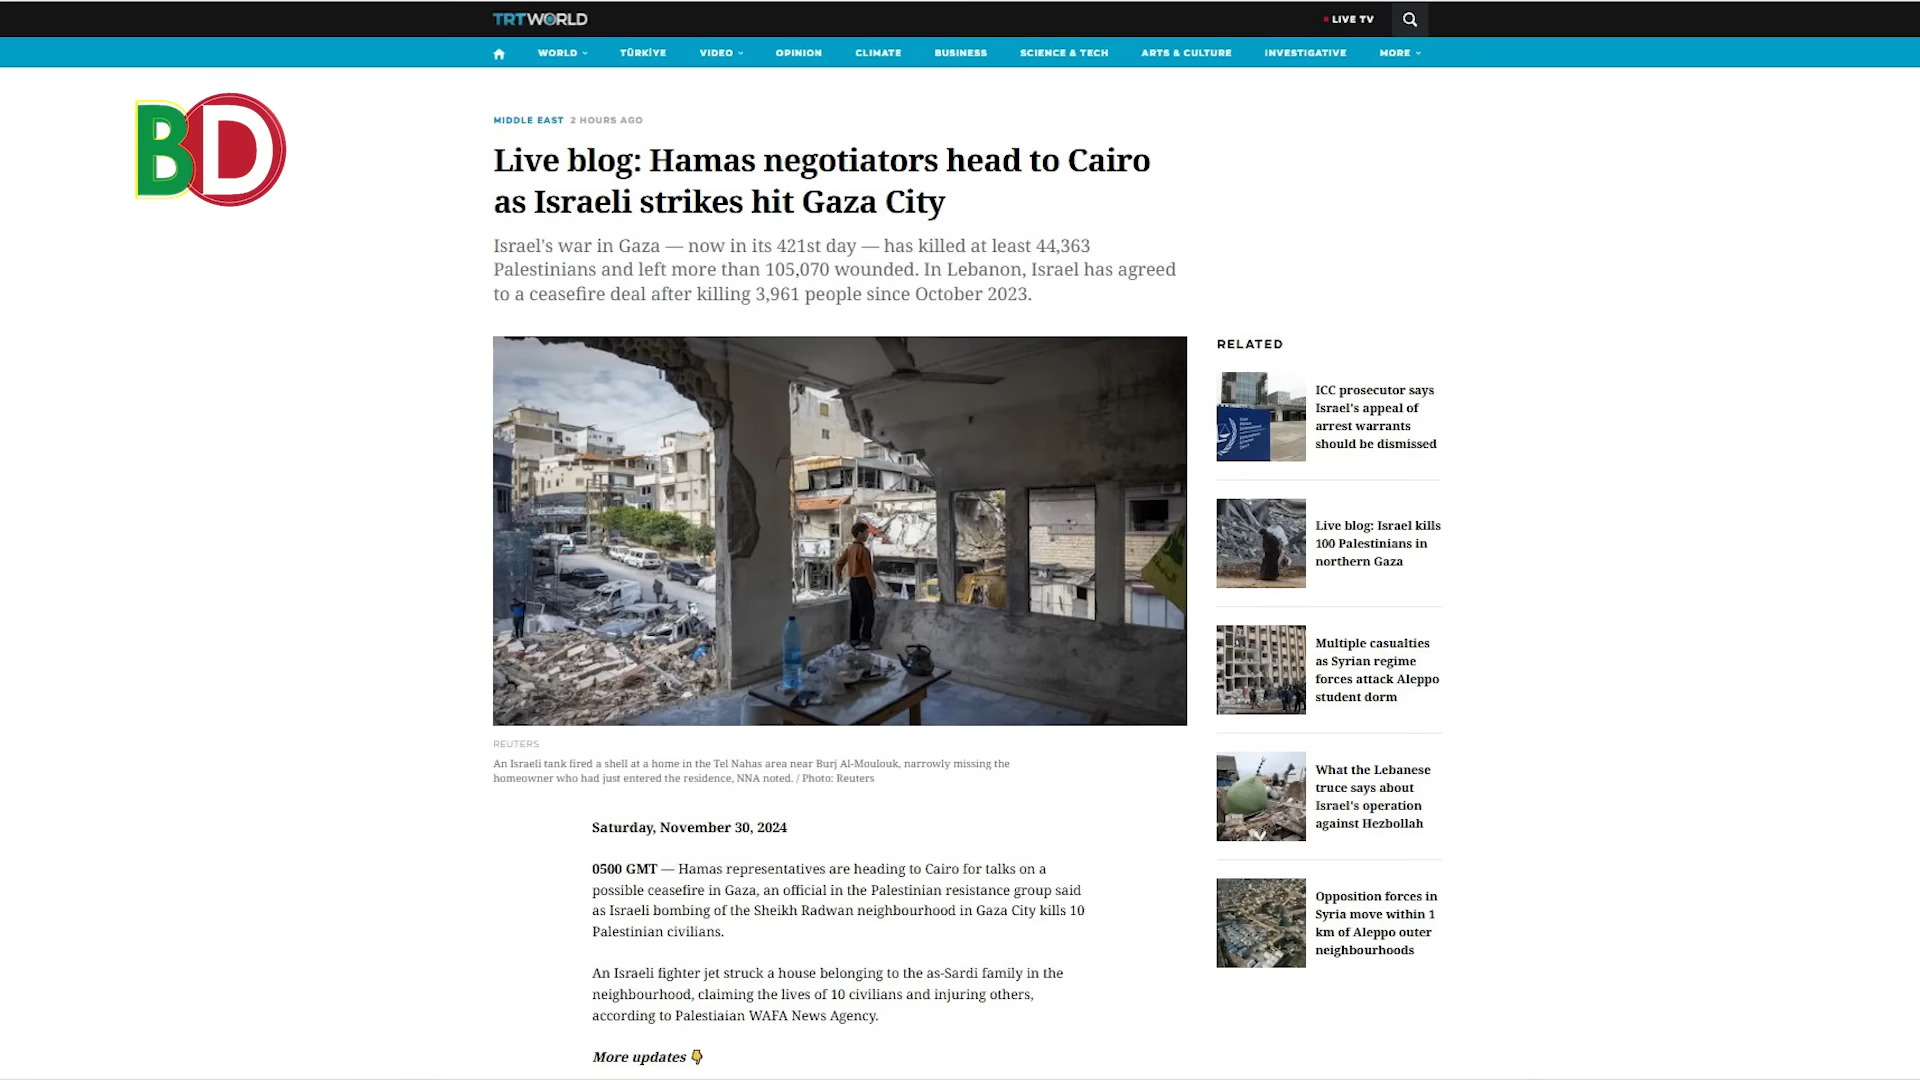 TRTWORLD
LIVE TV
WORLD
TÜRKİYE
VIDEO
OPINION
CLIMATE
BUSINESS
SCIENCE & TECH
ARTS & CULTURE
INVESTIGATIVE
MORE
BD
MIDDLE EAST 2 HOURS AGO
Live blog: Hamas negotiators head to Cairo
as Israeli strikes hit Gaza City
Israel's war in Gaza — now in its 421st day — has killed at least 44,363
Palestinians and left more than 105,070 wounded. In Lebanon, Israel has agreed
to a ceasefire deal after killing 3,961 people since October 2023.
REUTERS
An Israeli tank fired a shell at a home in the Tel Nahas area near Burj Al-Moulouk, narrowly missing the
homeowner who had just entered the residence, NNA noted. / Photo: Reuters
Saturday, November 30, 2024
0500 GMT — Hamas representatives are heading to Cairo for talks on a
possible ceasefire in Gaza, an official in the Palestinian resistance group said
as Israeli bombing of the Sheikh Radwan neighbourhood in Gaza City kills 10
Palestinian civilians.
An Israeli fighter jet struck a house belonging to the as-Sardi family in the
neighbourhood, claiming the lives of 10 civilians and injuring others,
according to Palestiaian WAFA News Agency.
More updates 👇
RELATED
ICC prosecutor says
Israel's appeal of
arrest warrants
should be dismissed
Live blog: Israel kills
100 Palestinians in
northern Gaza
Multiple casualties
as Syrian regime
forces attack Aleppo
student dorm
What the Lebanese
truce says about
Israel's operation
against Hezbollah
Opposition forces in
Syria move within 1
km of Aleppo outer
neighbourhoods